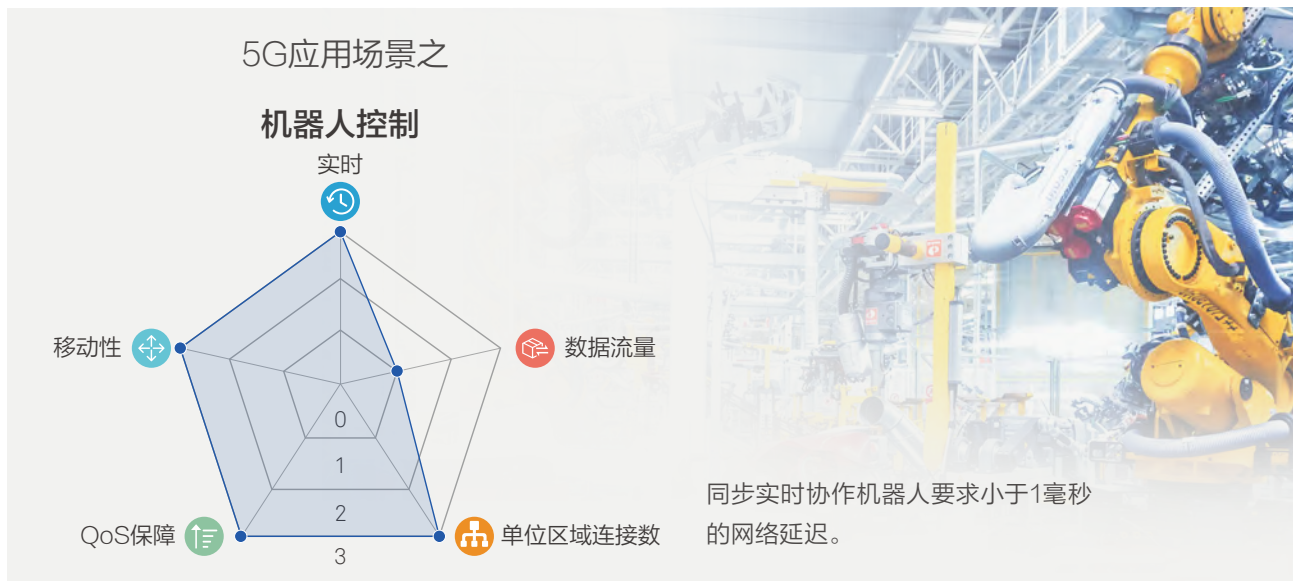 5G应用场景之
机器人控制
实时
移动性
数据流量
0
1
2
3
QoS保障
单位区域连接数
同步实时协作机器人要求小于1毫秒
的网络延迟。